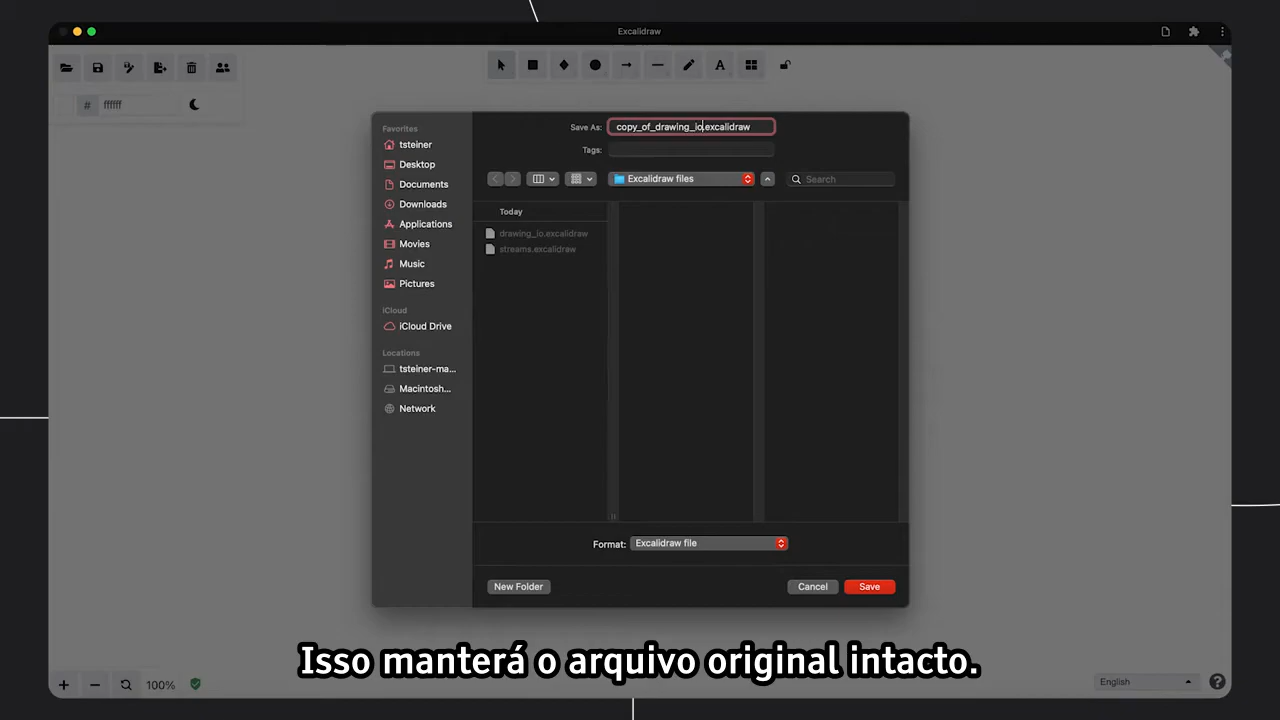 Excalidraw
# ffffff
A
Save As: copy_of_drawing_io.excalidraw
Tags:
Excalidraw files
Search
Favorites
tsteiner
Desktop
Documents
Downloads
Applications
Movies
Music
Pictures
iCloud
iCloud Drive
Locations
tsteiner-ma...
Macintosh...
Network
Today
drawing_io.excalidraw
streams.excalidraw
Format: Excalidraw file
New Folder
Cancel
Save
Isso manterá o arquivo original intacto.
100%
English